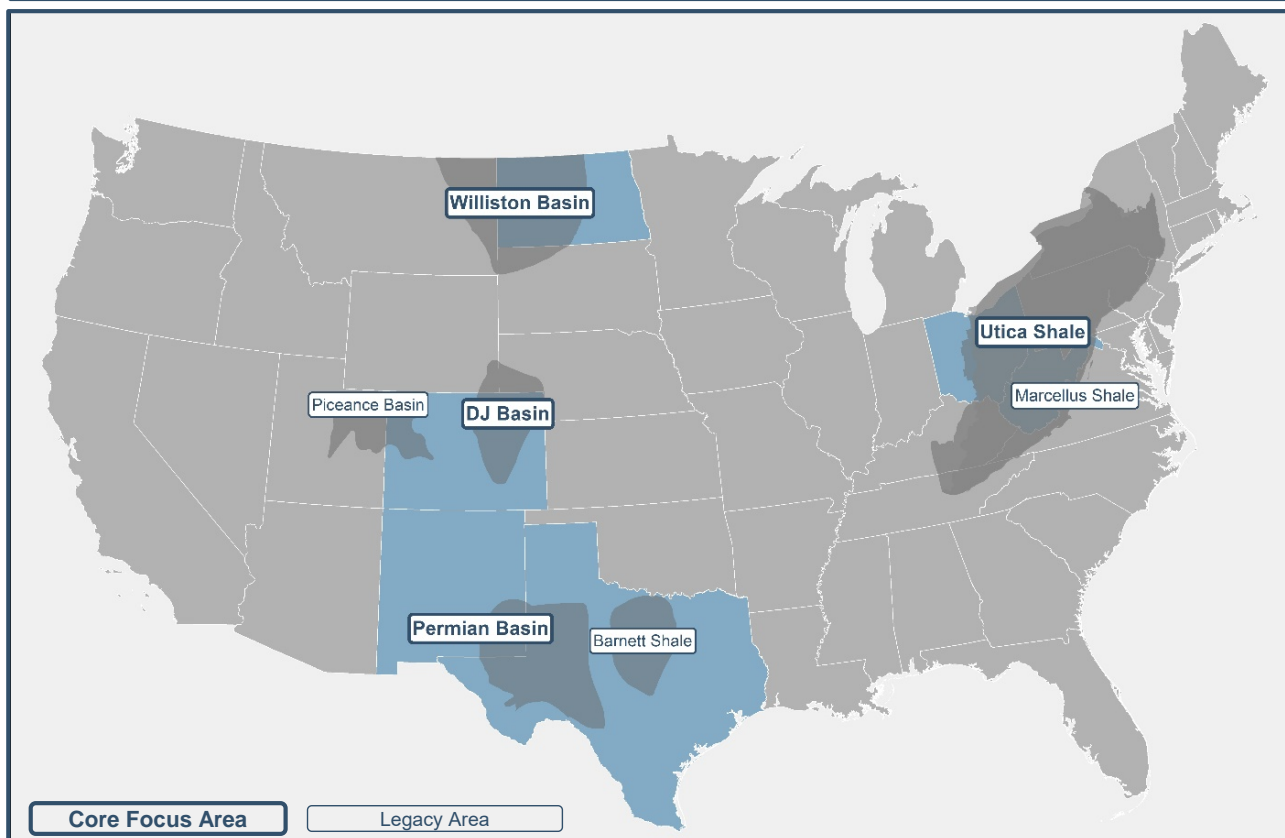 Williston Basin
Utica Shale
Marcellus Shale
Piceance Basin
DJ Basin
Permian Basin
Barnett Shale
Core Focus Area
Legacy Area